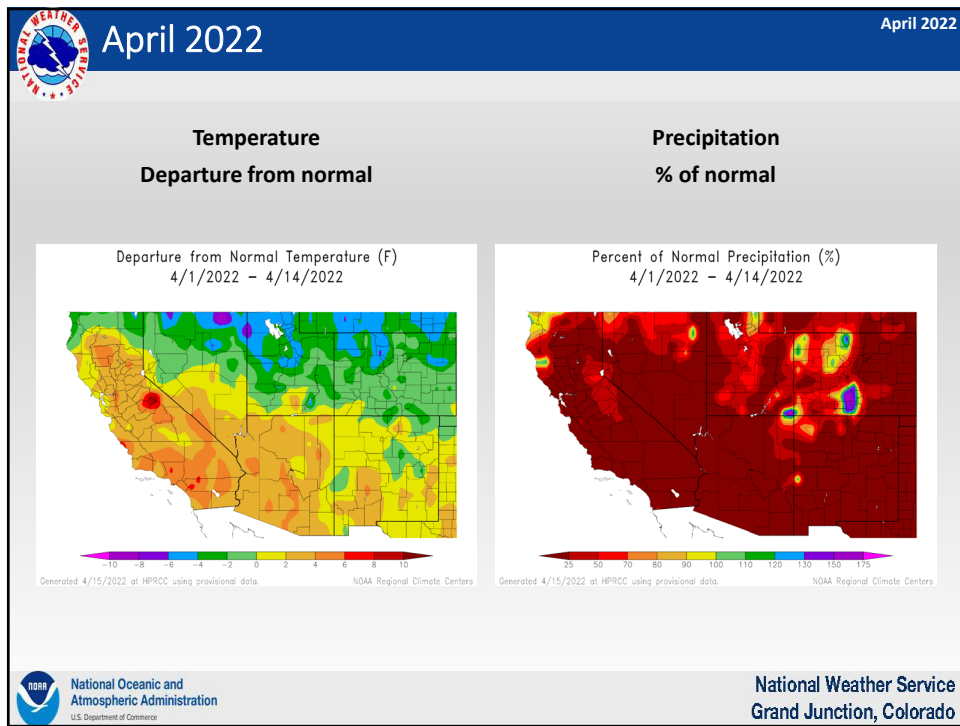 April 2022
April 2022
NATIONAL WEATHER SERVICE
Temperature
Departure from normal
Precipitation
% of normal
Departure from Normal Temperature (F)
4/1/2022 – 4/14/2022
-10 -8 -6 -4 -2 0 2 4 6 8 10
Generated 4/15/2022 at HPRCC using provisional data.
NOAA Regional Climate Centers
Percent of Normal Precipitation (%)
4/1/2022 – 4/14/2022
25 50 70 80 90 100 110 120 130 150 175
Generated 4/15/2022 at HPRCC using provisional data.
NOAA Regional Climate Centers
NOAA
National Oceanic and
Atmospheric Administration
U.S. Department of Commerce
National Weather Service
Grand Junction, Colorado